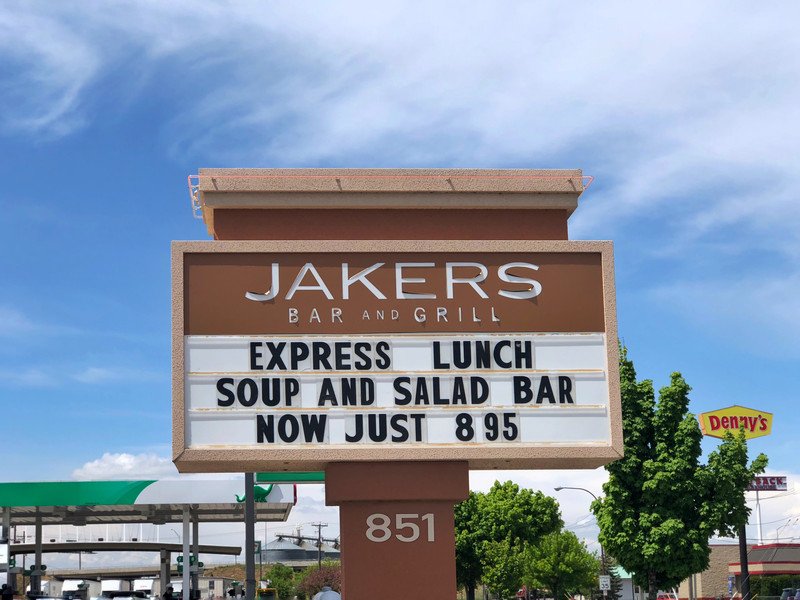 JAKERS
BAR AND GRILL
EXPRESS LUNCH
SOUP AND SALAD BAR
NOW JUST 8 95
851
Denny's